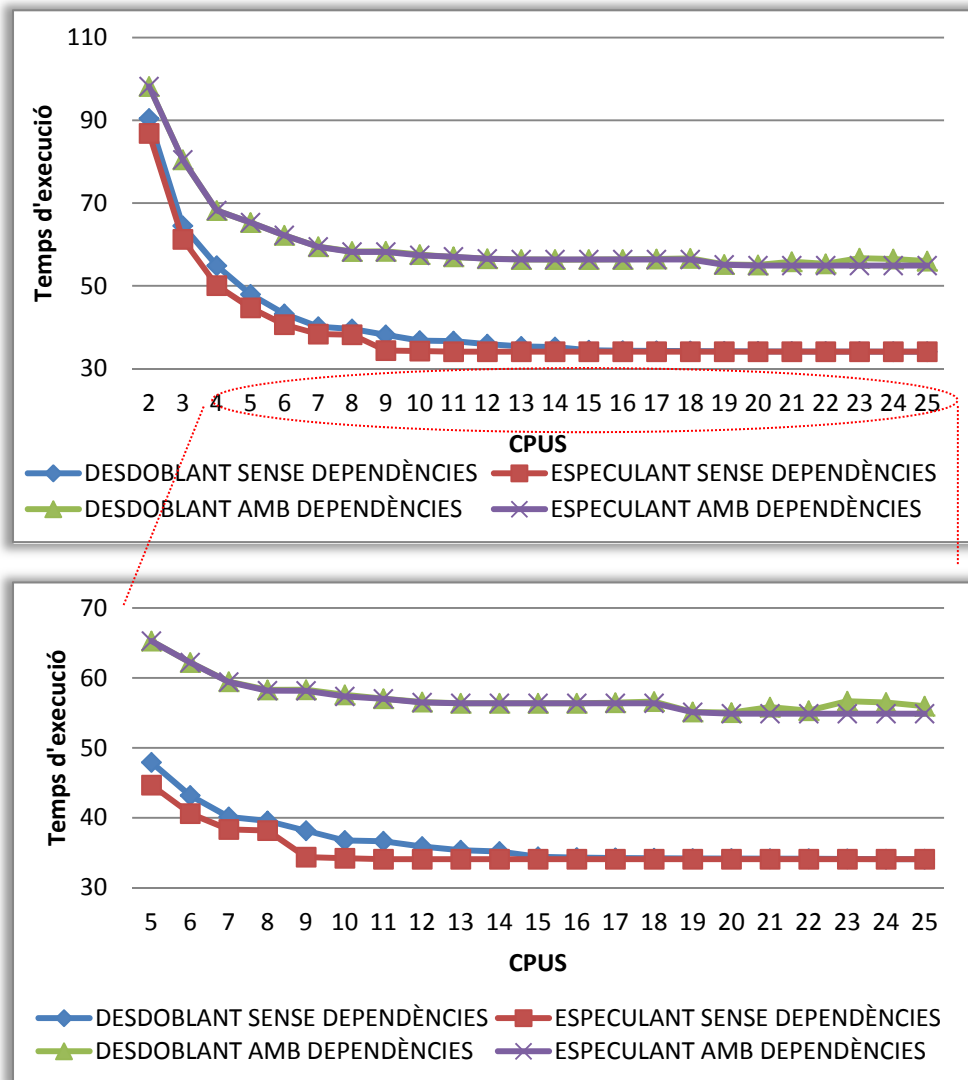 110
90
70
50
30
Temps d'execució
2 3 4 5 6 7 8 9 10 11 12 13 14 15 16 17 18 19 20 21 22 23 24 25
CPUS
DESDOBLANT SENSE DEPENDÈNCIES ESPECULANT SENSE DEPENDÈNCIES
DESDOBLANT AMB DEPENDÈNCIES ESPECULANT AMB DEPENDÈNCIES
70
60
50
40
30
Temps d'execució
5 6 7 8 9 10 11 12 13 14 15 16 17 18 19 20 21 22 23 24 25
CPUS
DESDOBLANT SENSE DEPENDÈNCIES ESPECULANT SENSE DEPENDÈNCIES
DESDOBLANT AMB DEPENDÈNCIES ESPECULANT AMB DEPENDÈNCIES